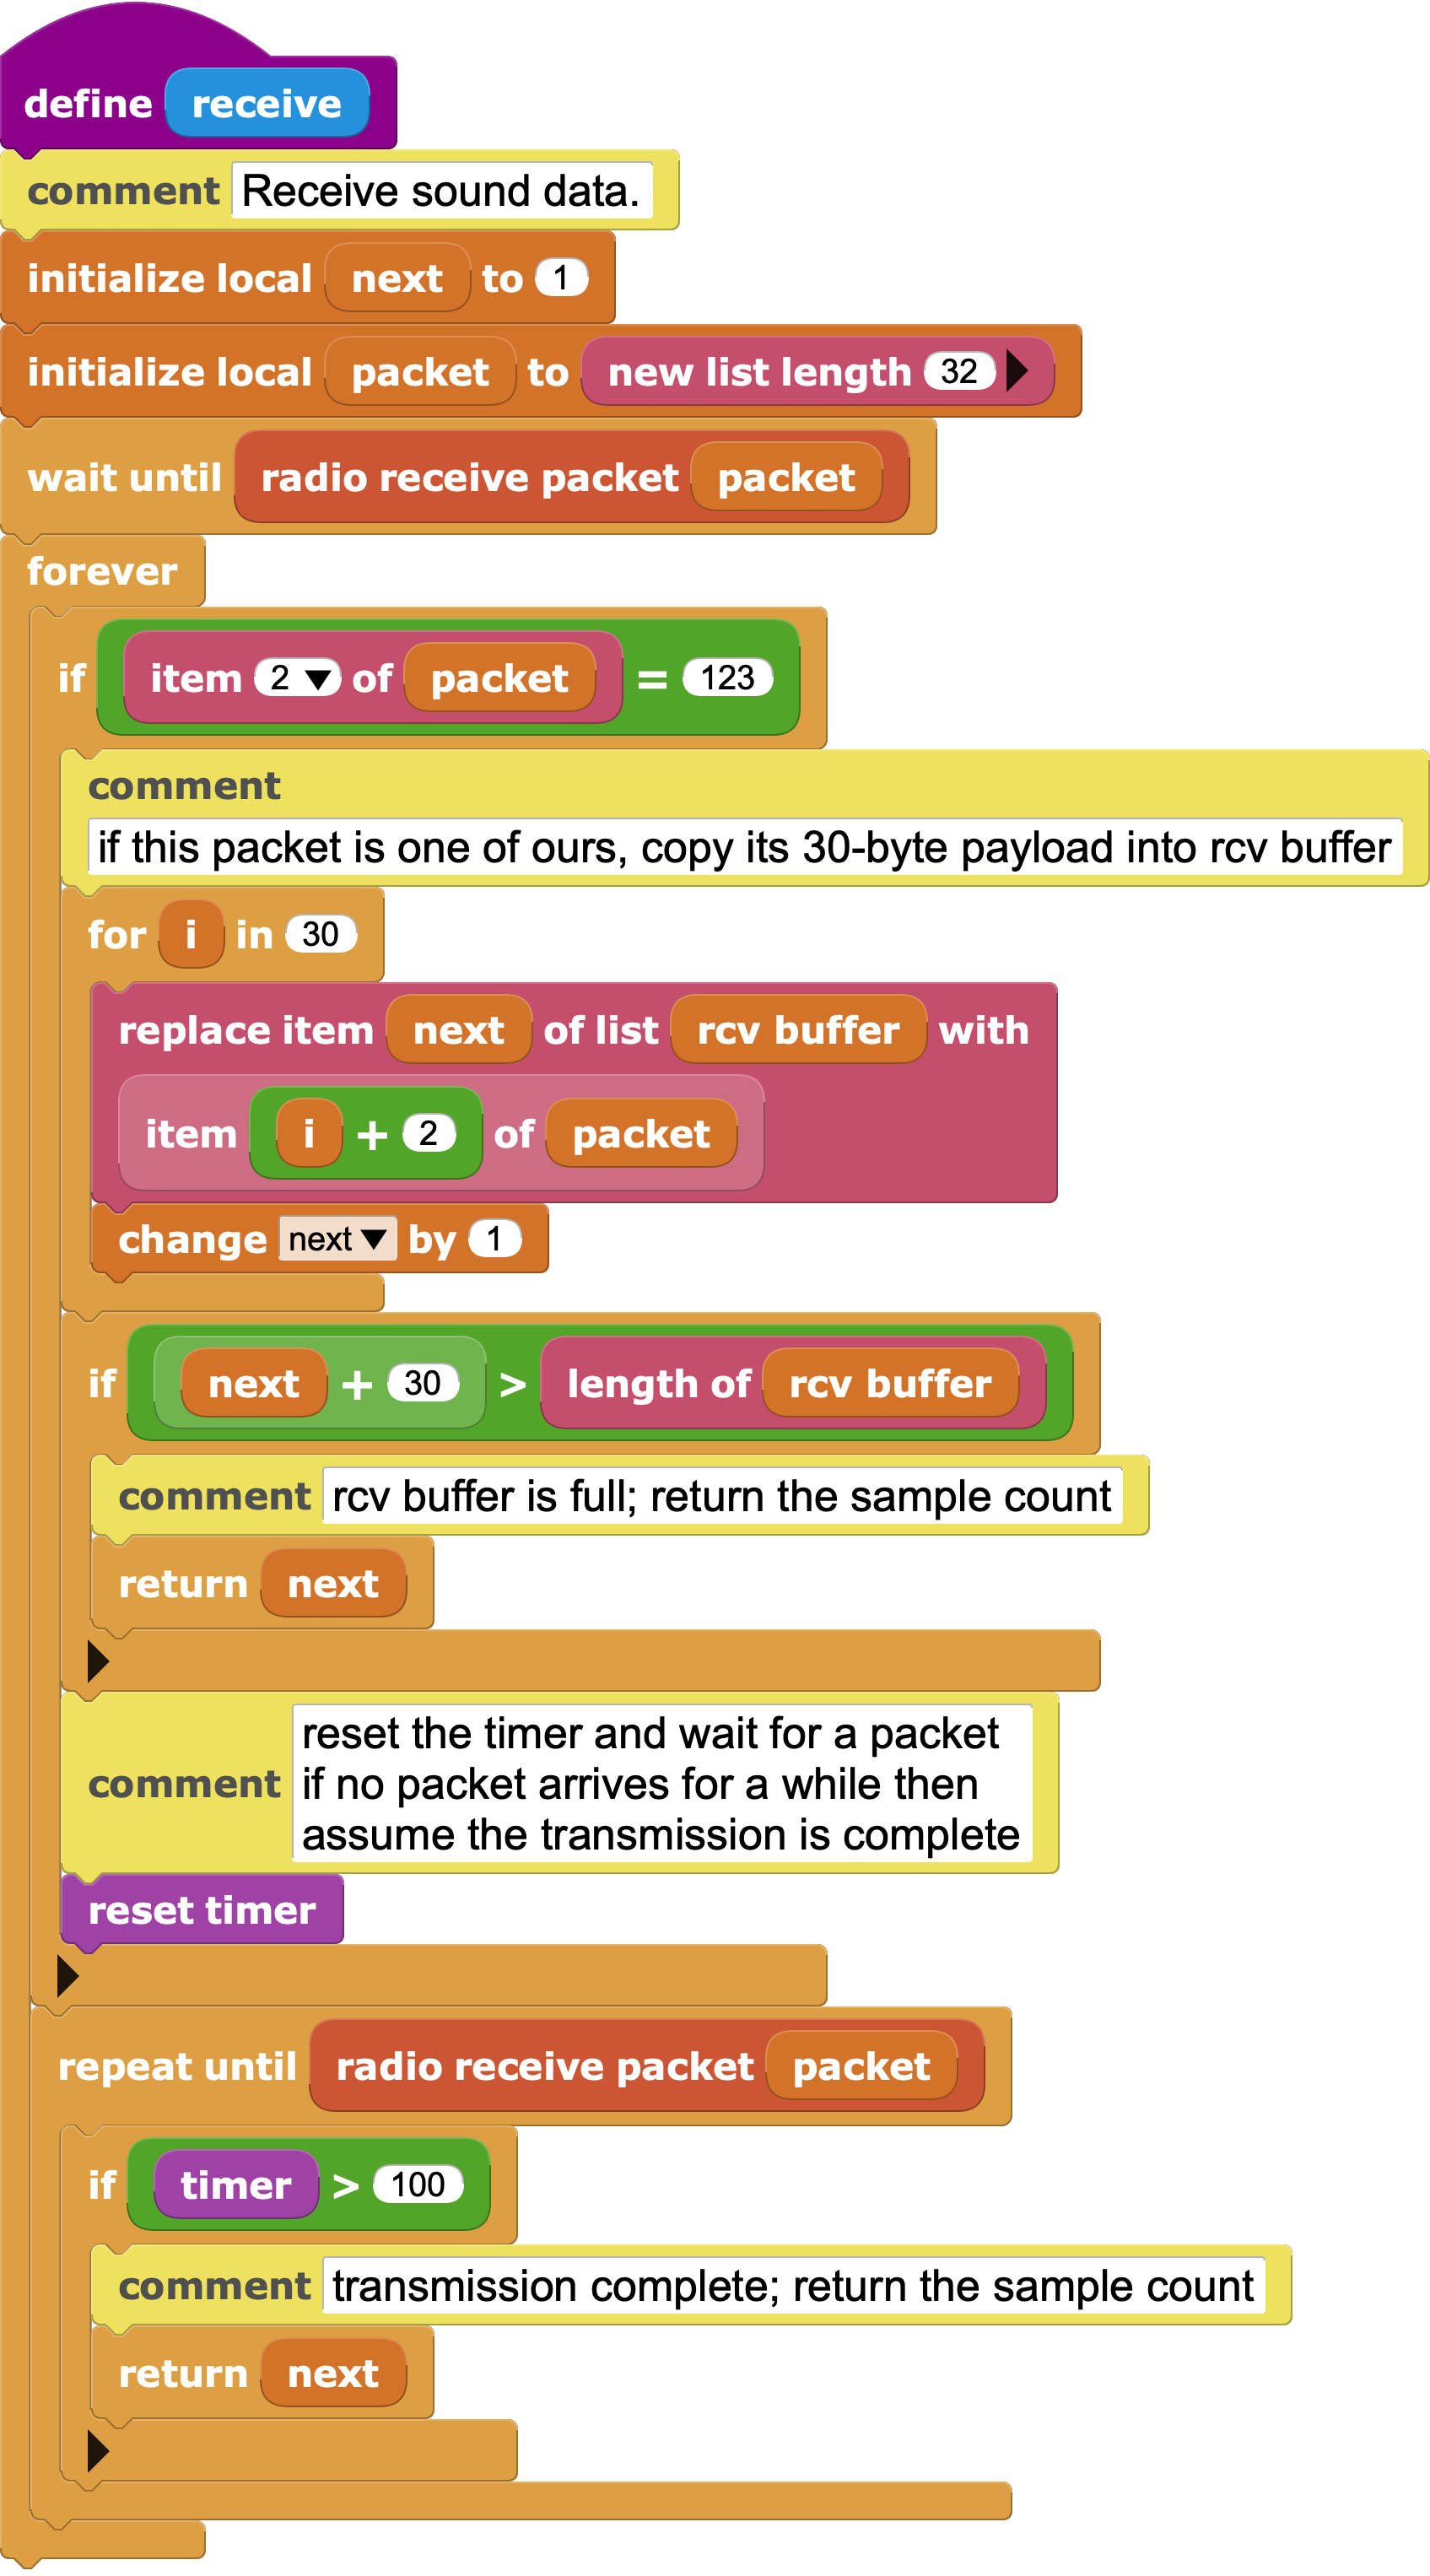 define receive
comment Receive sound data.
initialize local next to 1
initialize local packet to new list length 32
wait until radio receive packet packet
forever
if item 2 of packet = 123
comment
if this packet is one of ours, copy its 30-byte payload into rcv buffer
for i in 30
replace item next of list rcv buffer with
item i + 2 of packet
change next by 1
if next + 30 > length of rcv buffer
comment rcv buffer is full; return the sample count
return next
reset the timer and wait for a packet
comment if no packet arrives for a while then
assume the transmission is complete
reset timer
repeat until radio receive packet packet
if timer > 100
comment transmission complete; return the sample count
return next